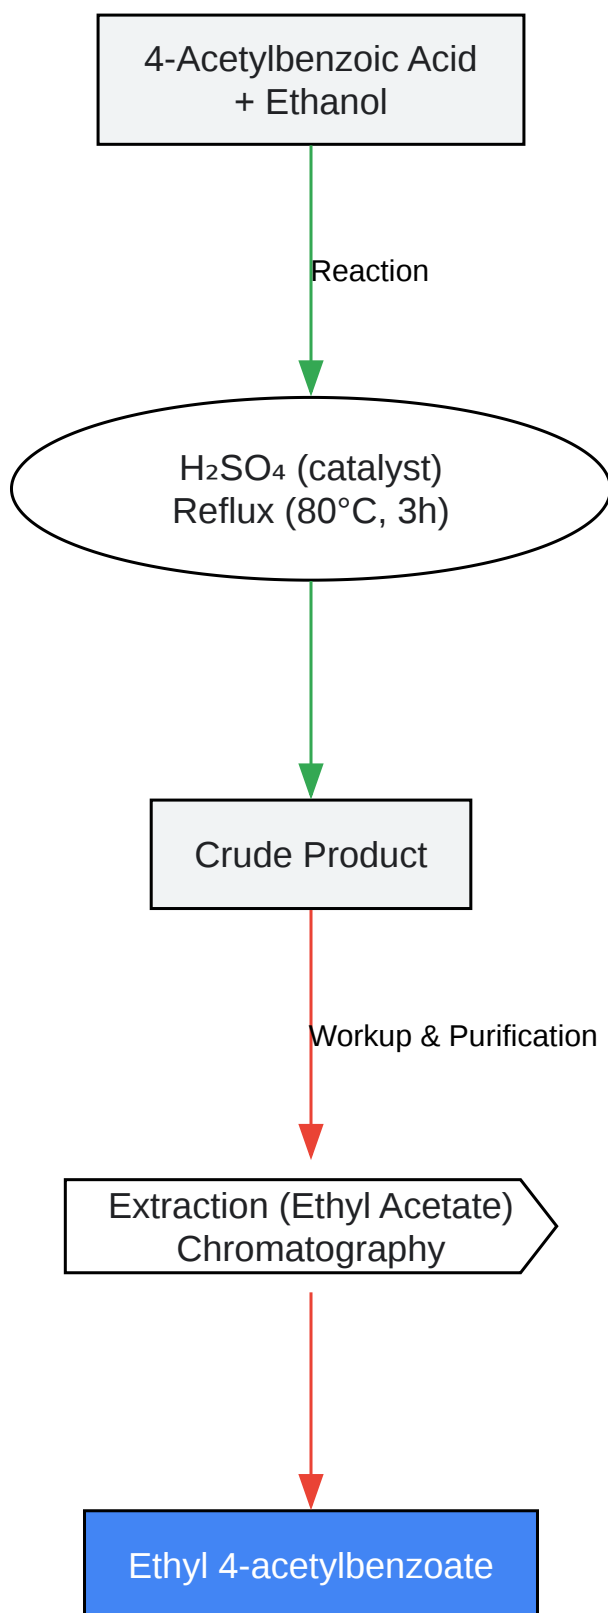 4-Acetylbenzoic Acid
+ Ethanol
Reaction
H₂SO₄ (catalyst)
Reflux (80°C, 3h)
Crude Product
Workup & Purification
Extraction (Ethyl Acetate)
Chromatography
Ethyl 4-acetylbenzoate